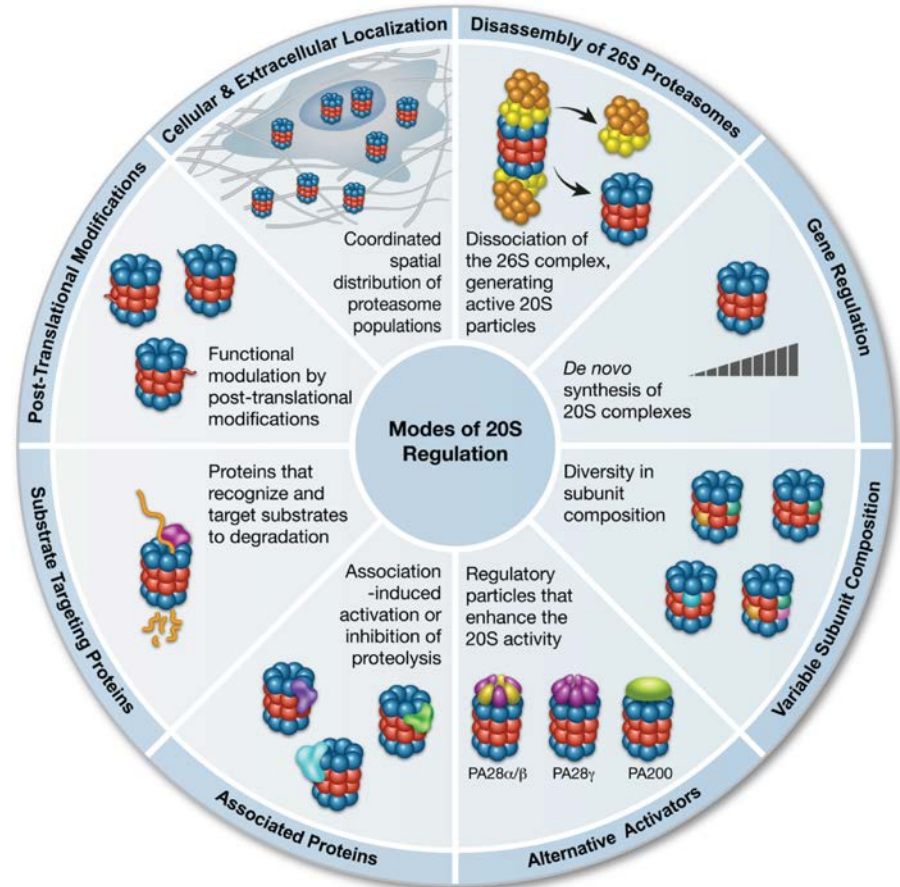 Cellular & Extracellular Localization
Disassembly of 26S Proteasomes
Gene Regulation
Variable Subunit Composition
Alternative Activators
Associated Proteins
Substrate Targeting Proteins
Post-Translational Modifications
Coordinated
spatial
distribution of
proteasome
populations
Dissociation of
the 26S complex,
generating
active 20S
particles
De novo
synthesis of
20S complexes
Diversity in
subunit
composition
Regulatory
particles that
enhance the
20S activity
PA28α/β
PA28γ
PA200
Association
-induced
activation or
inhibition of
proteolysis
Proteins that
recognize and
target substrates
to degradation
Functional
modulation by
post-translational
modifications
Modes of 20S
Regulation